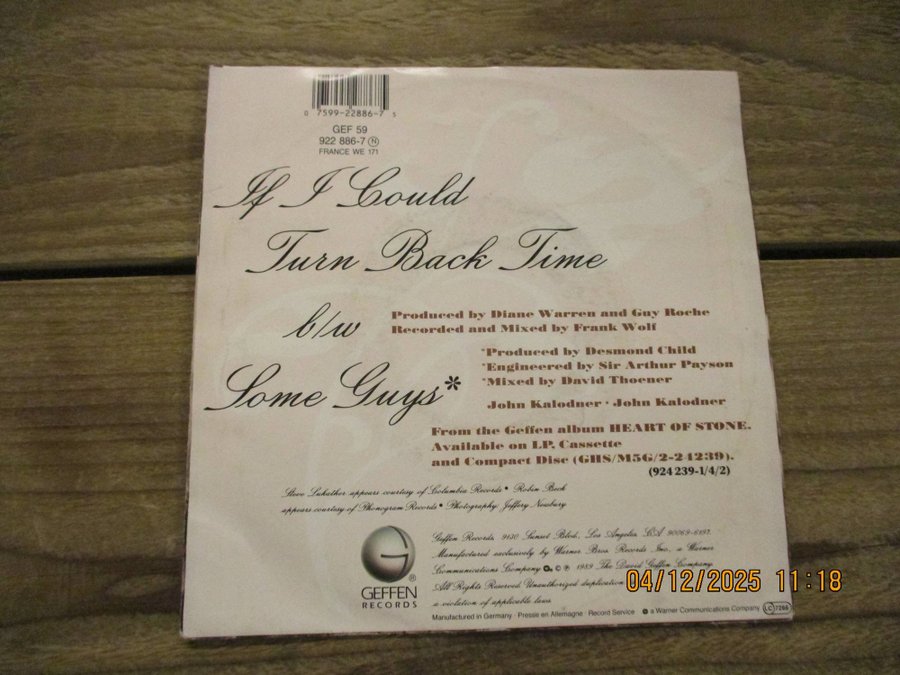 0 7599-22886-7 5
GEF 59
922 886-7 N
FRANCE WE 171
If I Could
Turn Back Time
b/w
Produced by Diane Warren and Guy Roche
Recorded and Mixed by Frank Wolf
Some Guys*
*Produced by Desmond Child
*Engineered by Sir Arthur Payson
*Mixed by David Thoener
John Kalodner · John Kalodner
From the Geffen album HEART OF STONE.
Available on LP, Cassette
and Compact Disc (GHS/M5G/2-24239).
(924 239-1/4/2)
Steve Lukather appears courtesy of Columbia Records • Robin Beck
appears courtesy of Phonogram Records • Photography: Jeffery Newbury
Geffen Records 9130 Sunset Blvd., Los Angeles, CA 90069-6197.
Manufactured exclusively by Warner Bros. Records Inc., a Warner
Communications Company © ℗ 1989 The David Geffen Company.
All Rights Reserved. Unauthorized duplication
a violation of applicable laws.
G
®
GEFFEN
RECORDS
Manufactured in Germany · Pressé en Allemagne · Record Service a Warner Communications Company LC 7266
04/12/2025 11:18